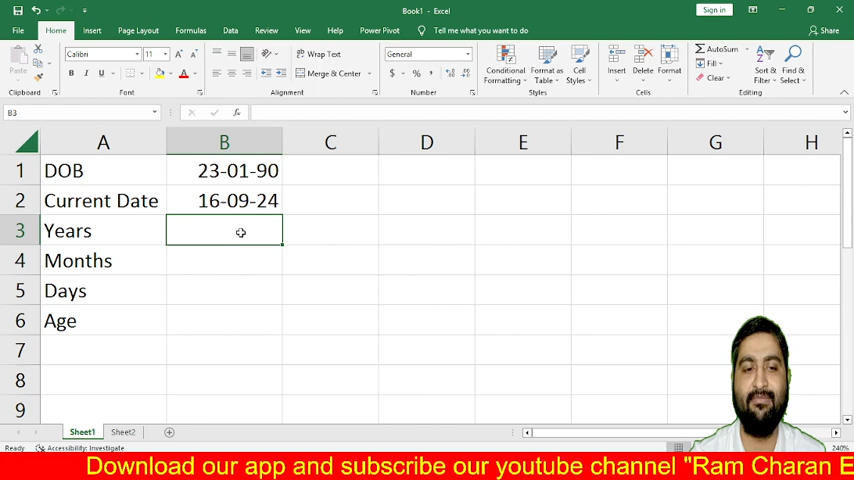 Book1 - Excel
Sign in
File Home Insert Page Layout Formulas Data Review View Help Power Pivot Tell me what you want to do Share
Paste
Calibri 11
B I U
Wrap Text
Merge & Center
General
$ %
Conditional Formatting
Format as Table
Cell Styles
Insert Delete Format
AutoSum
Fill
Clear
Sort & Filter
Find & Select
Clipboard Font Alignment Number Styles Cells Editing
B3 fx
A B C D E F G H
1 DOB 23-01-90
2 Current Date 16-09-24
3 Years
4 Months
5 Days
6 Age
7
8
9
Sheet1 Sheet2
Ready Accessibility: Investigate 240%
Download our app and subscribe our youtube channel "Ram Charan E